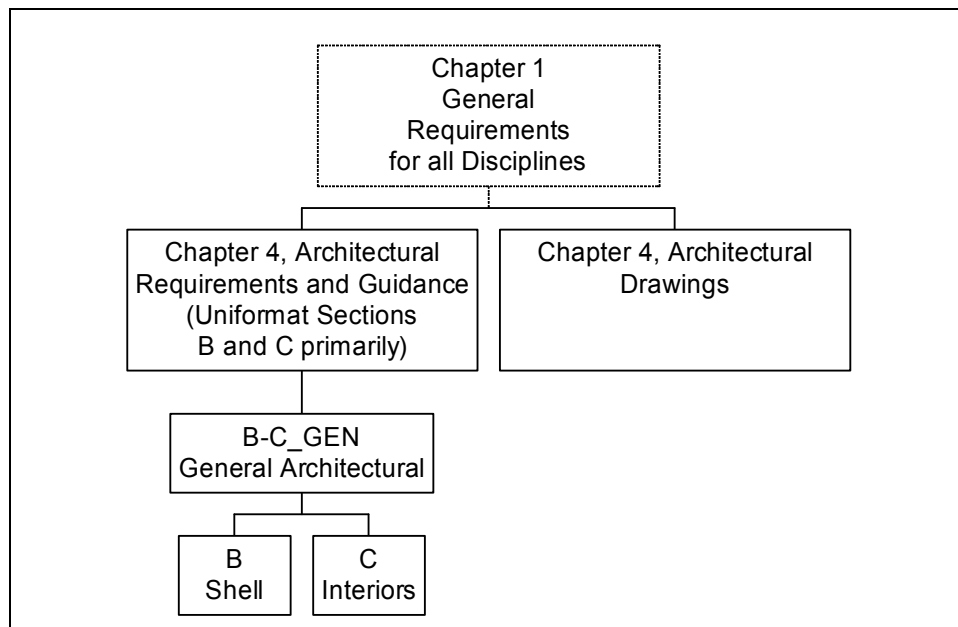 Chapter 1
General
Requirements
for all Disciplines
Chapter 4, Architectural
Requirements and Guidance
(Uniformat Sections
B and C primarily)
Chapter 4, Architectural
Drawings
B-C_GEN
General Architectural
B
Shell
C
Interiors